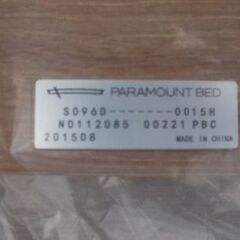 PARAMOUNT BED
S096D-------0015H
N0112085 00221 PBC
201508 MADE IN CHINA